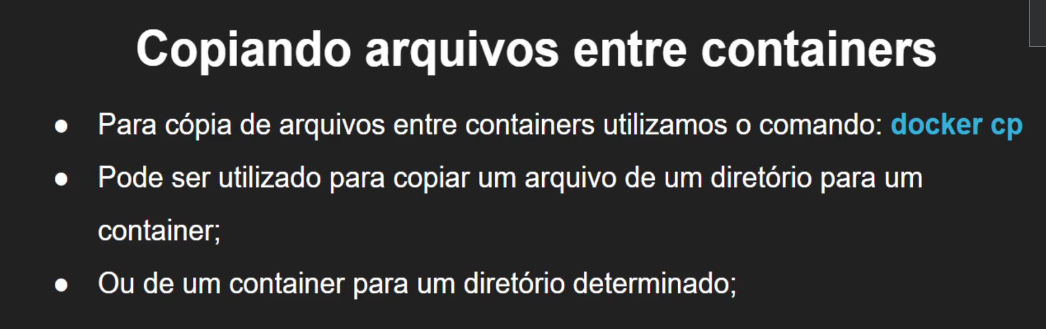 Copiando arquivos entre containers
● Para cópia de arquivos entre containers utilizamos o comando: docker cp
● Pode ser utilizado para copiar um arquivo de um diretório para um
container;
● Ou de um container para um diretório determinado;